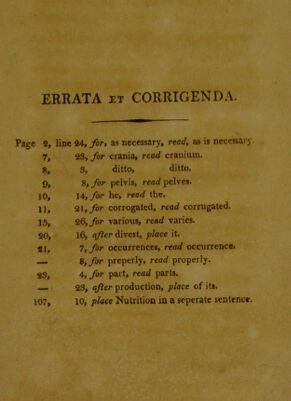 ERRATA ET CORRIGENDA.
Page 2, line 24, for, as necessary, read, as is necessary.
7, 23, for crania, read cranium.
8, 3, ditto, ditto.
9, 8, for pelvis, read pelves.
10, 14, for he, read the.
11, 21, for corrogated, read corrugated.
15, 26, for various, read varies.
20, 16, after divest, place it.
21, 7, for occurrences, read occurrence.
— 8, for preperly, read properly.
23, 4, for part, read parts.
— 23, after production, place of its.
107, 10, place Nutrition in a seperate sentence.